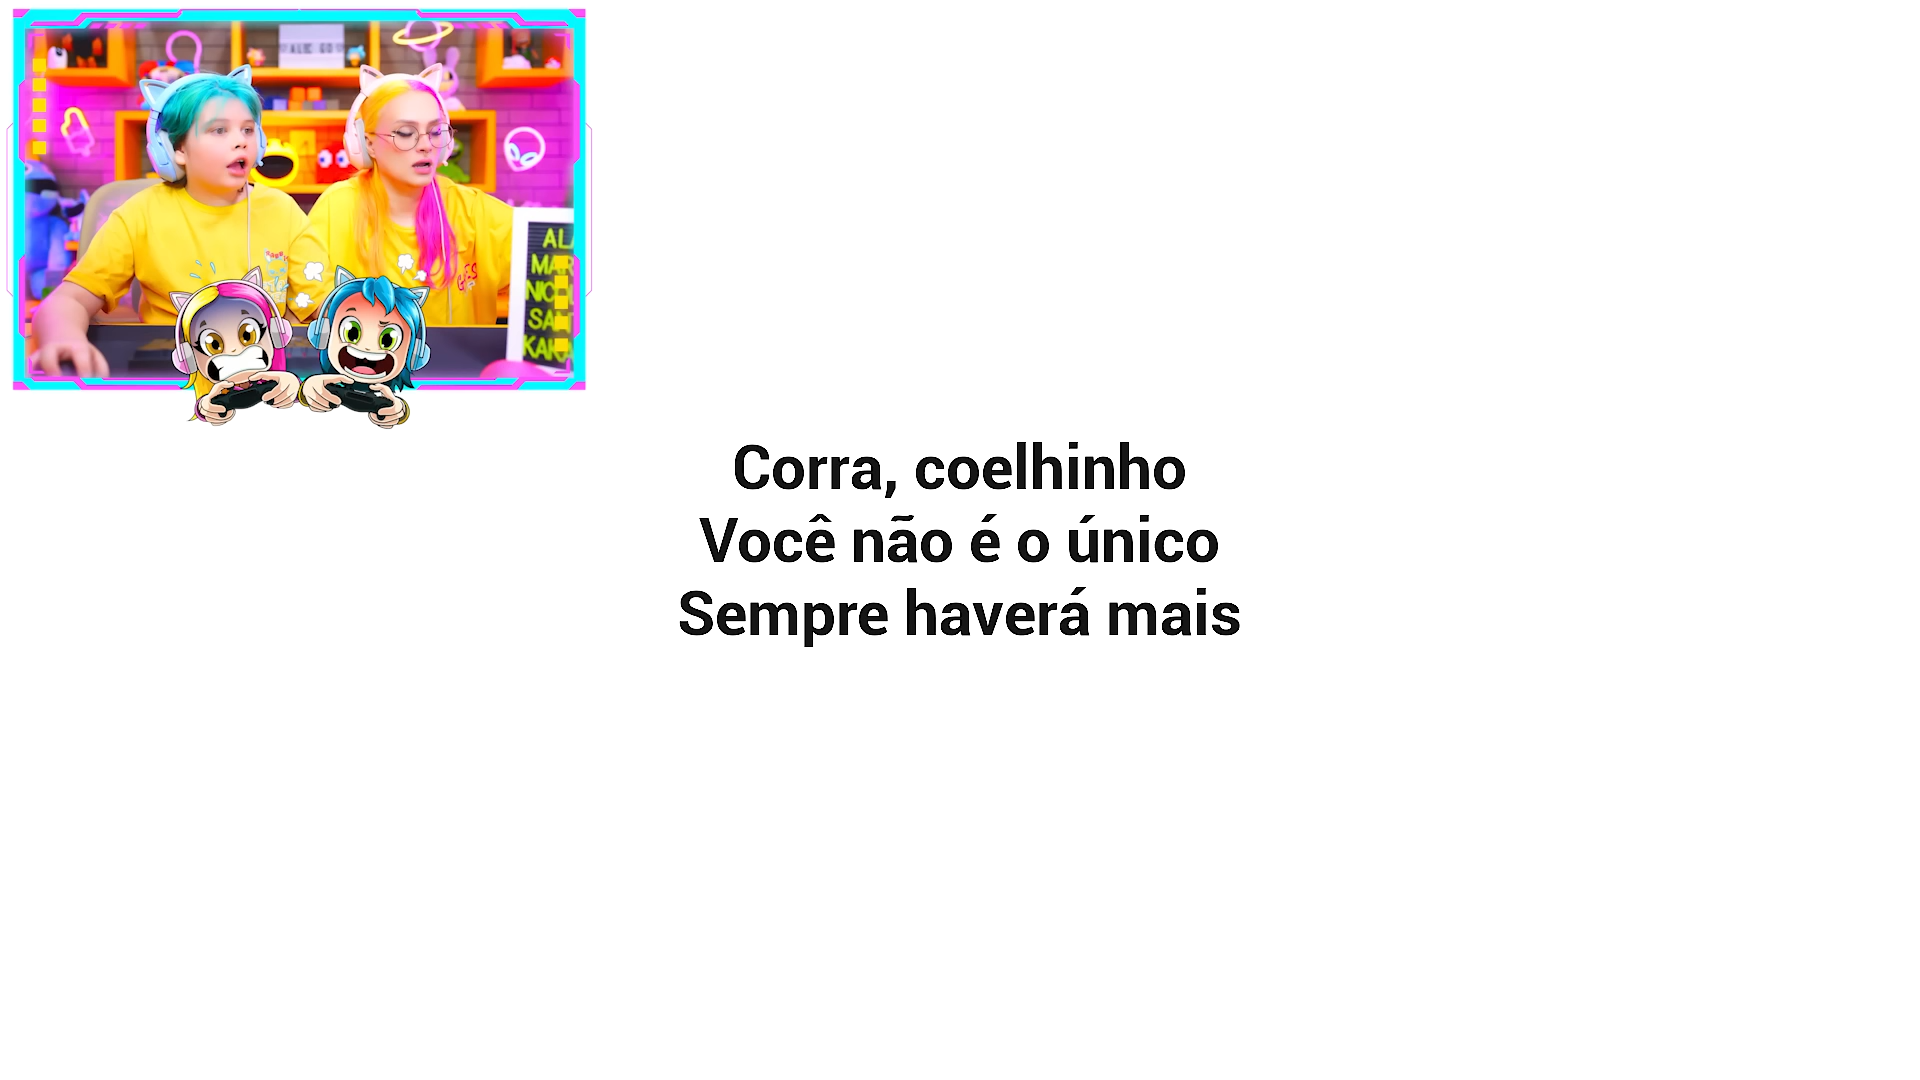 Corra, coelhinho
Você não é o único
Sempre haverá mais